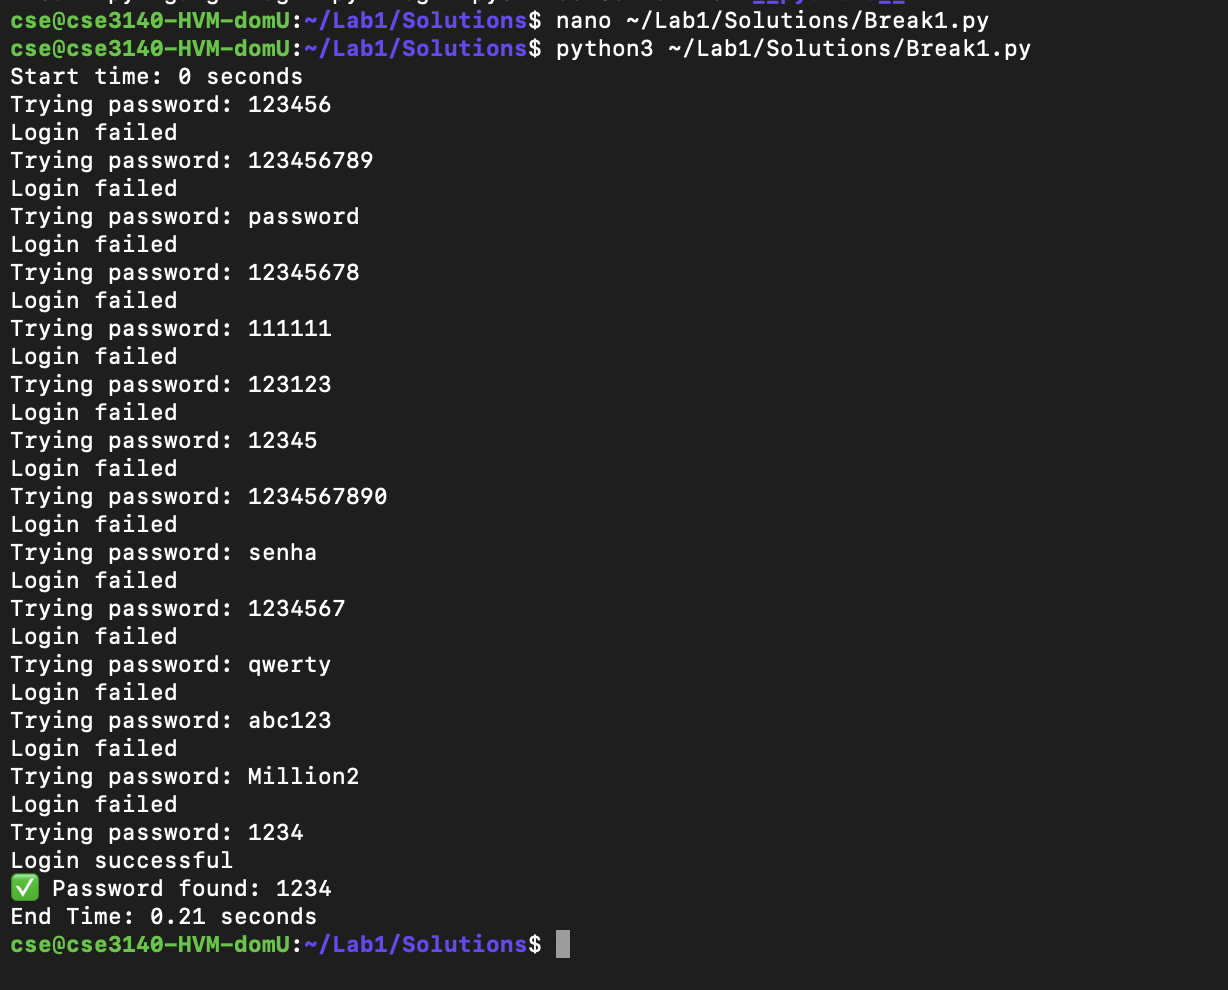 cse@cse3140-HVM-domU:~/Lab1/Solutions$ nano ~/Lab1/Solutions/Break1.py
cse@cse3140-HVM-domU:~/Lab1/Solutions$ python3 ~/Lab1/Solutions/Break1.py
Start time: 0 seconds
Trying password: 123456
Login failed
Trying password: 123456789
Login failed
Trying password: password
Login failed
Trying password: 12345678
Login failed
Trying password: 111111
Login failed
Trying password: 123123
Login failed
Trying password: 12345
Login failed
Trying password: 1234567890
Login failed
Trying password: senha
Login failed
Trying password: 1234567
Login failed
Trying password: qwerty
Login failed
Trying password: abc123
Login failed
Trying password: Million2
Login failed
Trying password: 1234
Login successful
✅ Password found: 1234
End Time: 0.21 seconds
cse@cse3140-HVM-domU:~/Lab1/Solutions$